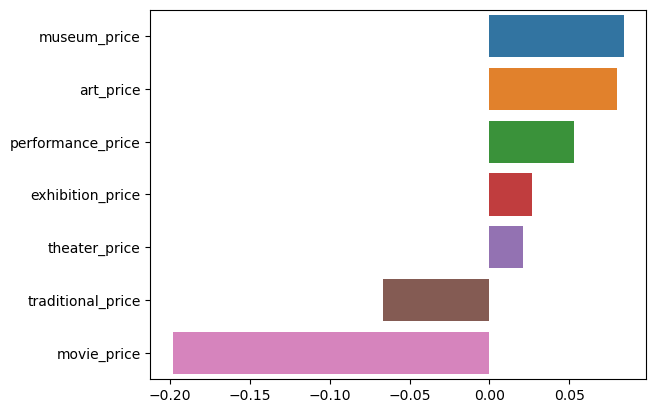 museum_price
art_price
performance_price
exhibition_price
theater_price
traditional_price
movie_price
−0.20 −0.15 −0.10 −0.05 0.00 0.05